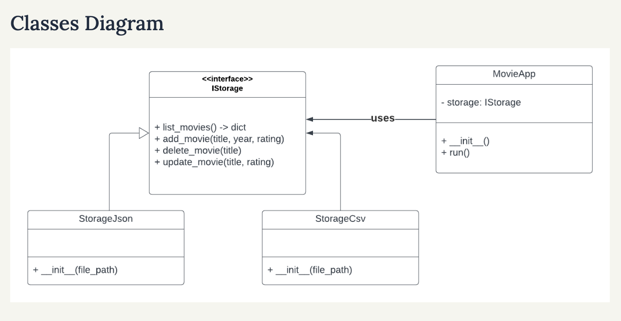 Classes Diagram
<<interface>>
IStorage
+ list_movies() -> dict
+ add_movie(title, year, rating)
+ delete_movie(title)
+ update_movie(title, rating)
uses
MovieApp
- storage: IStorage
+ __init__()
+ run()
StorageJson
+ __init__(file_path)
StorageCsv
+ __init__(file_path)